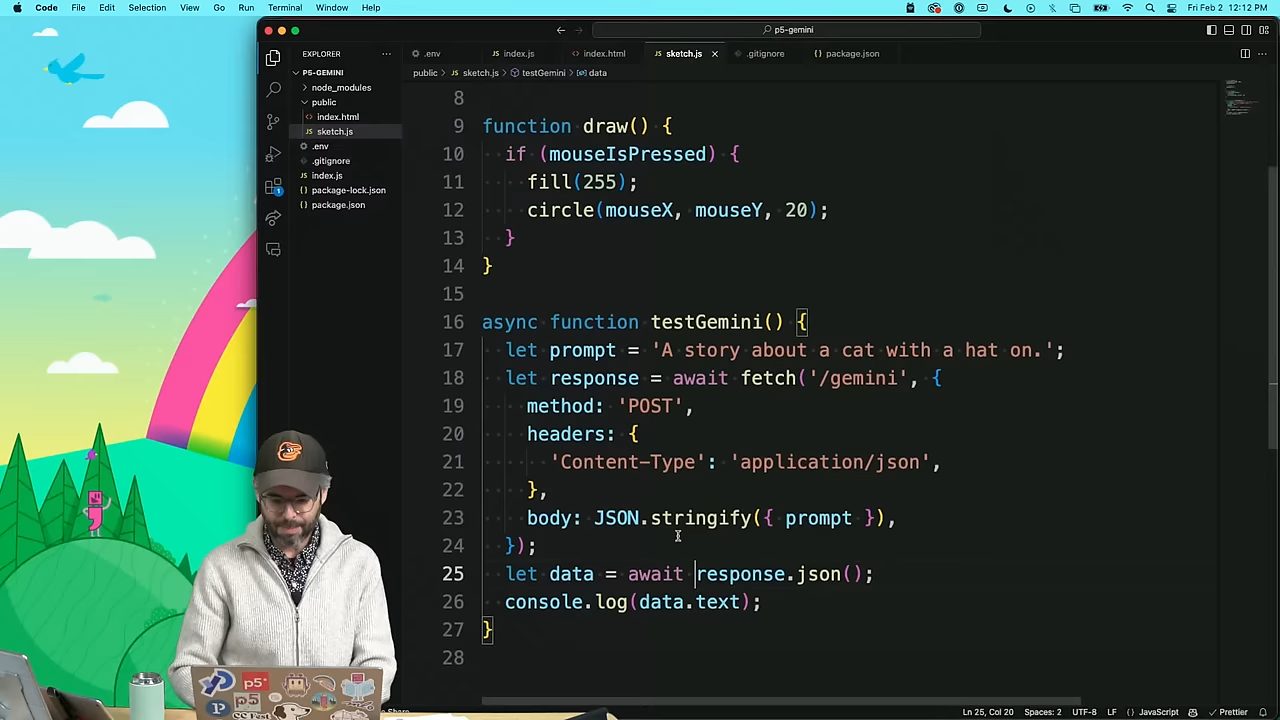 Code File Edit Selection View Go Run Terminal Window Help Fri Feb 2 12:12 PM
p5-gemini
EXPLORER
.env index.js index.html sketch.js .gitignore package.json
public > sketch.js > testGemini > data
P5-GEMINI
node_modules
public
index.html
sketch.js
.env
.gitignore
index.js
package-lock.json
package.json
1
8
9 function draw() {
10 if (mouseIsPressed) {
11 fill(255);
12 circle(mouseX, mouseY, 20);
13 }
14 }
15
16 async function testGemini() {
17 let prompt = 'A story about a cat with a hat on.';
18 let response = await fetch('/gemini', {
19 method: 'POST',
20 headers: {
21 'Content-Type': 'application/json',
22 },
23 body: JSON.stringify({ prompt }),
24 });
25 let data = await response.json();
26 console.log(data.text);
27 }
28
Share
Ln 25, Col 20 Spaces: 2 UTF-8 LF {} JavaScript Prettier
p5*
p5
CC Fest